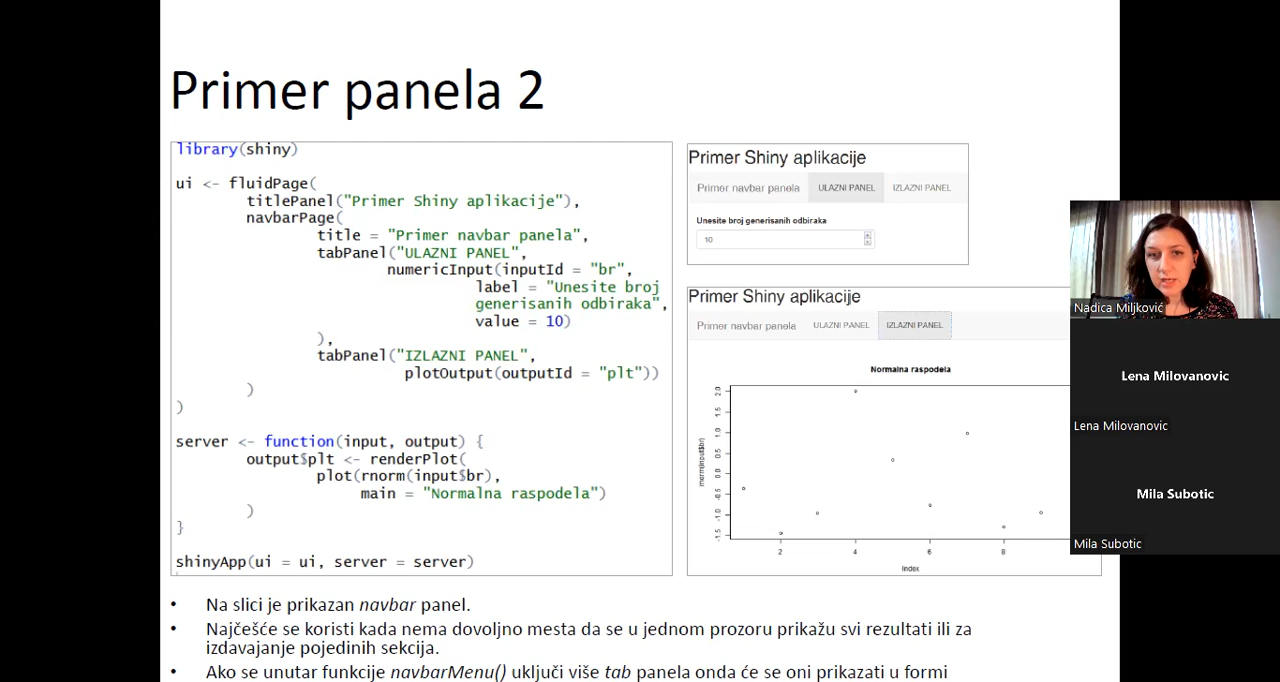 Primer panela 2
library(shiny)
ui <- fluidPage(
titlePanel("Primer Shiny aplikacije"),
navbarPage(
title = "Primer navbar panela",
tabPanel("ULAZNI PANEL",
numericInput(inputId = "br",
label = "Unesite broj
generisanih odbiraka",
value = 10)
),
tabPanel("IZLAZNI PANEL",
plotOutput(outputId = "plt"))
)
)
server <- function(input, output) {
output$plt <- renderPlot(
plot(rnorm(input$br),
main = "Normalna raspodela")
)
}
shinyApp(ui = ui, server = server)
Primer Shiny aplikacije
Primer navbar panela ULAZNI PANEL IZLAZNI PANEL
Unesite broj generisanih odbiraka
10
Primer Shiny aplikacije
Primer navbar panela ULAZNI PANEL IZLAZNI PANEL
Normalna raspodela
rnorm(input$br)
2.0
1.5
1.0
0.5
0.0
-0.5
-1.0
-1.5
2 4 6 8
Index
Nadica Miljković
Lena Milovanovic
Lena Milovanovic
Mila Subotic
Mila Subotic
• Na slici je prikazan navbar panel.
• Najčešće se koristi kada nema dovoljno mesta da se u jednom prozoru prikažu svi rezultati ili za
izdavajanje pojedinih sekcija.
• Ako se unutar funkcije navbarMenu() uključi više tab panela onda će se oni prikazati u formi